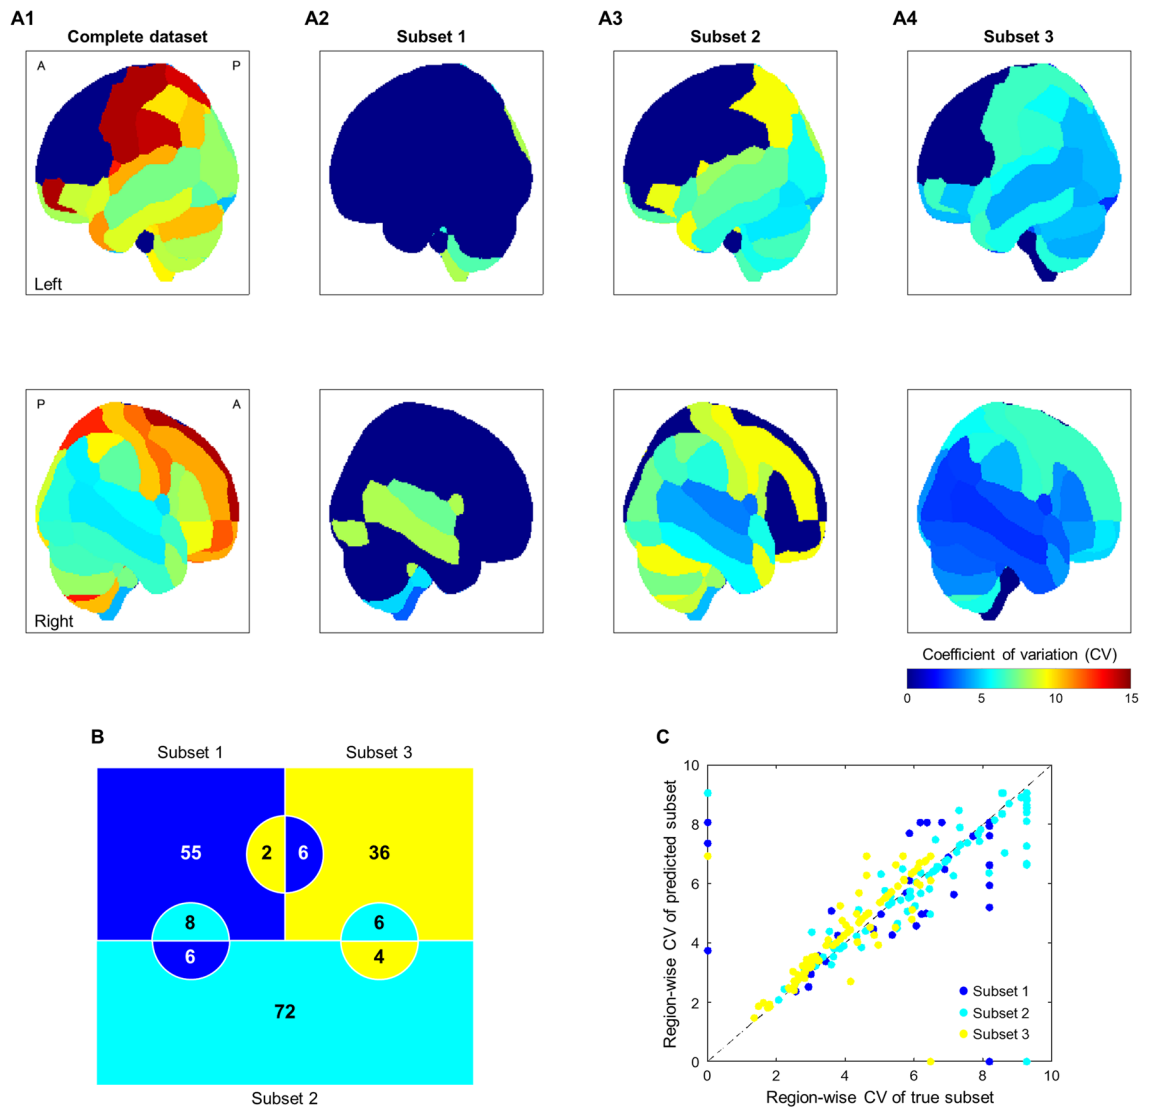 A1 A2 A3 A4
Complete dataset Subset 1 Subset 2 Subset 3
A P
Left
P A
Right
Coefficient of variation (CV)
0 5 10 15
B
Subset 1 Subset 3
55 2 6 36
8 6
6 4
72
Subset 2
C
Region-wise CV of predicted subset
10
8
6
4
2
0
Subset 1
Subset 2
Subset 3
0 2 4 6 8 10
Region-wise CV of true subset